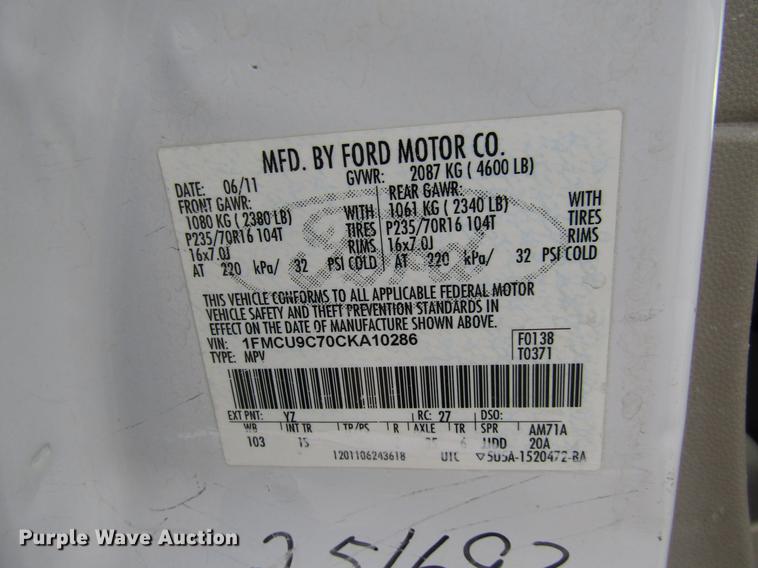 MFD. BY FORD MOTOR CO.
DATE: 06/11 GVWR: 2087 KG ( 4600 LB)
FRONT GAWR: REAR GAWR:
1080 KG ( 2380 LB) WITH 1061 KG ( 2340 LB) WITH
P235/70R16 104T TIRES P235/70R16 104T TIRES
16x7.0J RIMS 16x7.0J RIMS
AT 220 kPa/ 32 PSI COLD AT 220 kPa/ 32 PSI COLD
Ford
THIS VEHICLE CONFORMS TO ALL APPLICABLE FEDERAL MOTOR
VEHICLE SAFETY AND THEFT PREVENTION STANDARDS IN
EFFECT ON THE DATE OF MANUFACTURE SHOWN ABOVE.
VIN: 1FMCU9C70CKA10286 F0138
TYPE: MPV T0371
EXT PNT: YZ RC: 27 DSO:
WB INT TR TP/PS R AXLE TR SPR AM71A
103 15 6 20A
1201106243618 UTC ▽5U5A-1520472-BA
Purple Wave Auction